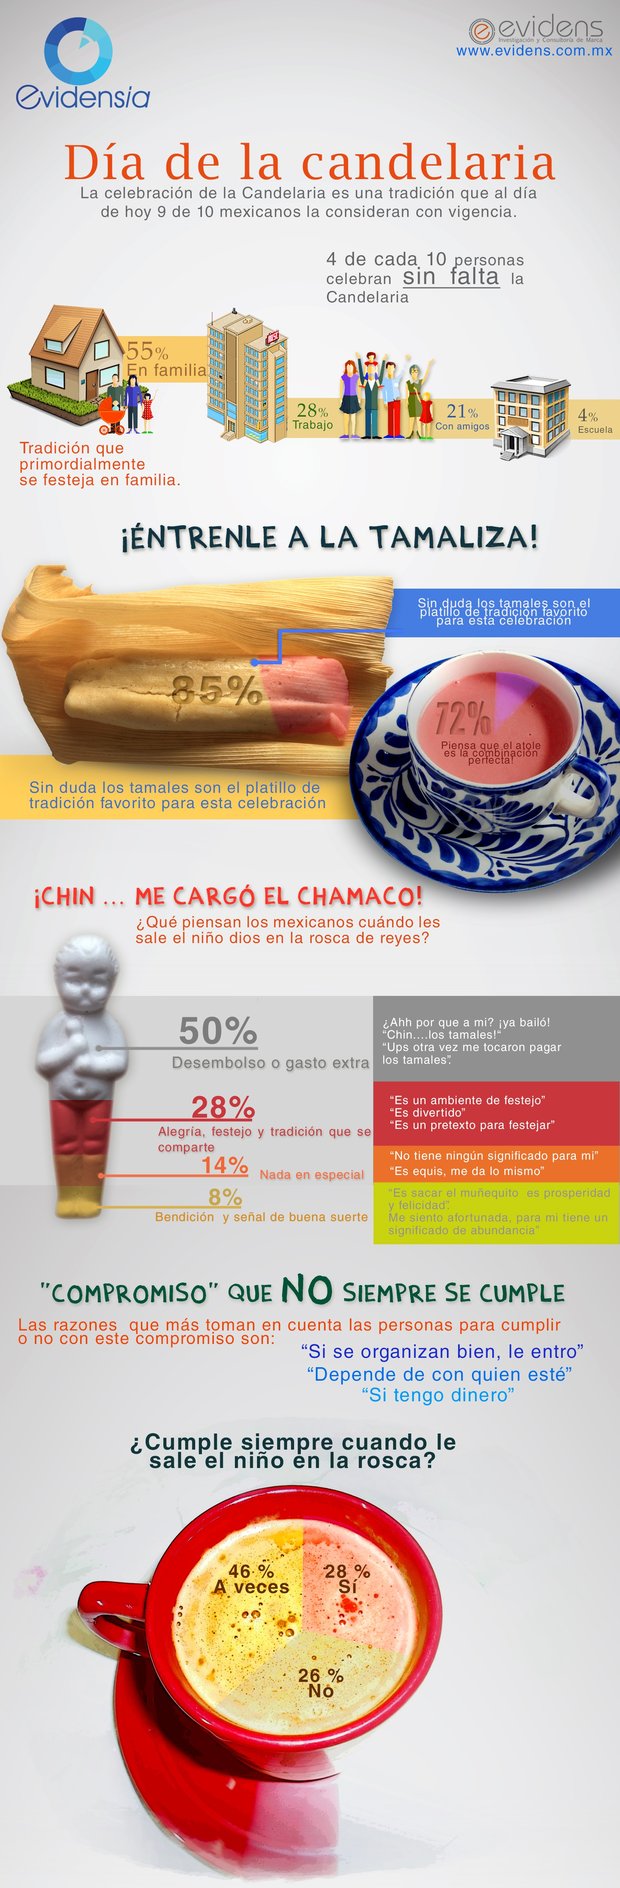 evidens
Investigación y Consultoría de Marca
www.evidens.com.mx
evidensia
Día de la candelaria
La celebración de la Candelaria es una tradición que al día
de hoy 9 de 10 mexicanos la consideran con vigencia.
4 de cada 10 personas
celebran sin falta la
Candelaria
55%
En familia
28%
Trabajo
21%
Con amigos
4%
Escuela
Tradición que
primordialmente
se festeja en familia.
¡ÉNTRENLE A LA TAMALIZA!
Sin duda los tamales son el
platillo de tradición favorito
para esta celebración
85%
72%
Piensa que el atole
es la combinación
perfecta!
Sin duda los tamales son el platillo de
tradición favorito para esta celebración
¡CHIN ... ME CARGÓ EL CHAMACO!
¿Qué piensan los mexicanos cuándo les
sale el niño dios en la rosca de reyes?
50%
Desembolso o gasto extra
¿Ahh por que a mi? ¡ya bailó!
“Chin....los tamales!“
“Ups otra vez me tocaron pagar
los tamales”.
28%
Alegría, festejo y tradición que se
comparte
“Es un ambiente de festejo”
“Es divertido”
“Es un pretexto para festejar”
14%
Nada en especial
“No tiene ningún significado para mi”
“Es equis, me da lo mismo”
8%
Bendición y señal de buena suerte
“Es sacar el muñequito es prosperidad
y felicidad”.
Me siento afortunada, para mi tiene un
significado de abundancia”
"COMPROMISO" QUE NO SIEMPRE SE CUMPLE
Las razones que más toman en cuenta las personas para cumplir
o no con este compromiso son:
“Si se organizan bien, le entro”
“Depende de con quien esté”
“Si tengo dinero”
¿Cumple siempre cuando le
sale el niño en la rosca?
46 %
A veces
28 %
Sí
26 %
No